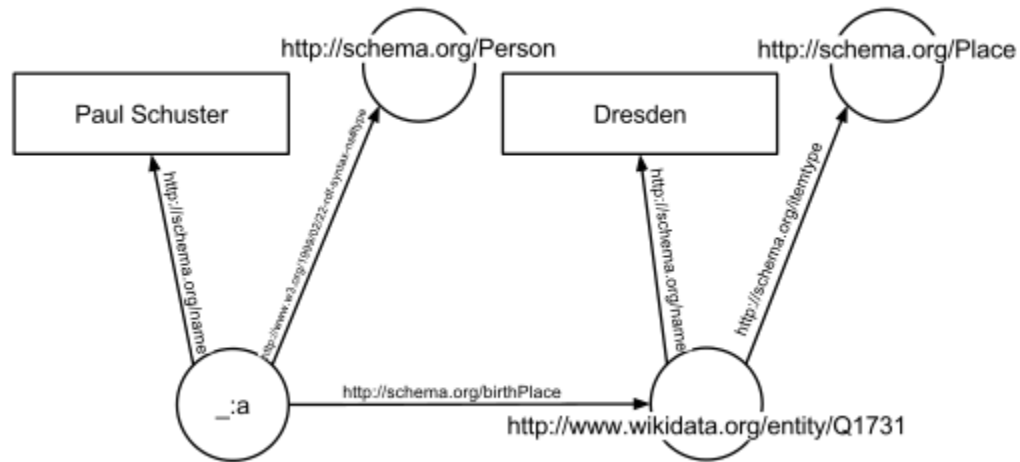 http://schema.org/Person
http://schema.org/Place
Paul Schuster
Dresden
http://schema.org/name
http://www.w3.org/1999/02/22-rdf-syntax-ns#type
http://schema.org/name
http://schema.org/itemtype
_:a
http://schema.org/birthPlace
http://www.wikidata.org/entity/Q1731